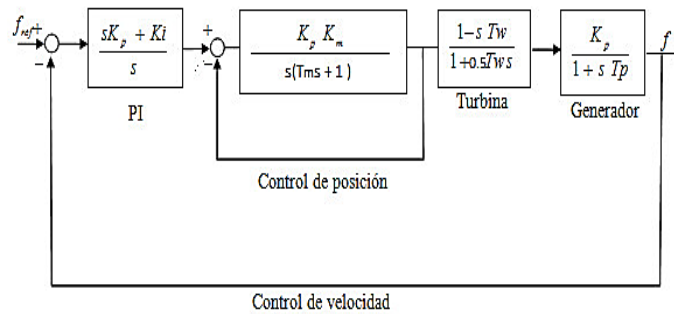 f_ref +
−
sK_p + Ki
s
PI
+
−
K_p K_m
s(Tms + 1)
1− s Tw
1+0.5Tws
Turbina
K_p
1 + s Tp
Generador
f
Control de posición
Control de velocidad